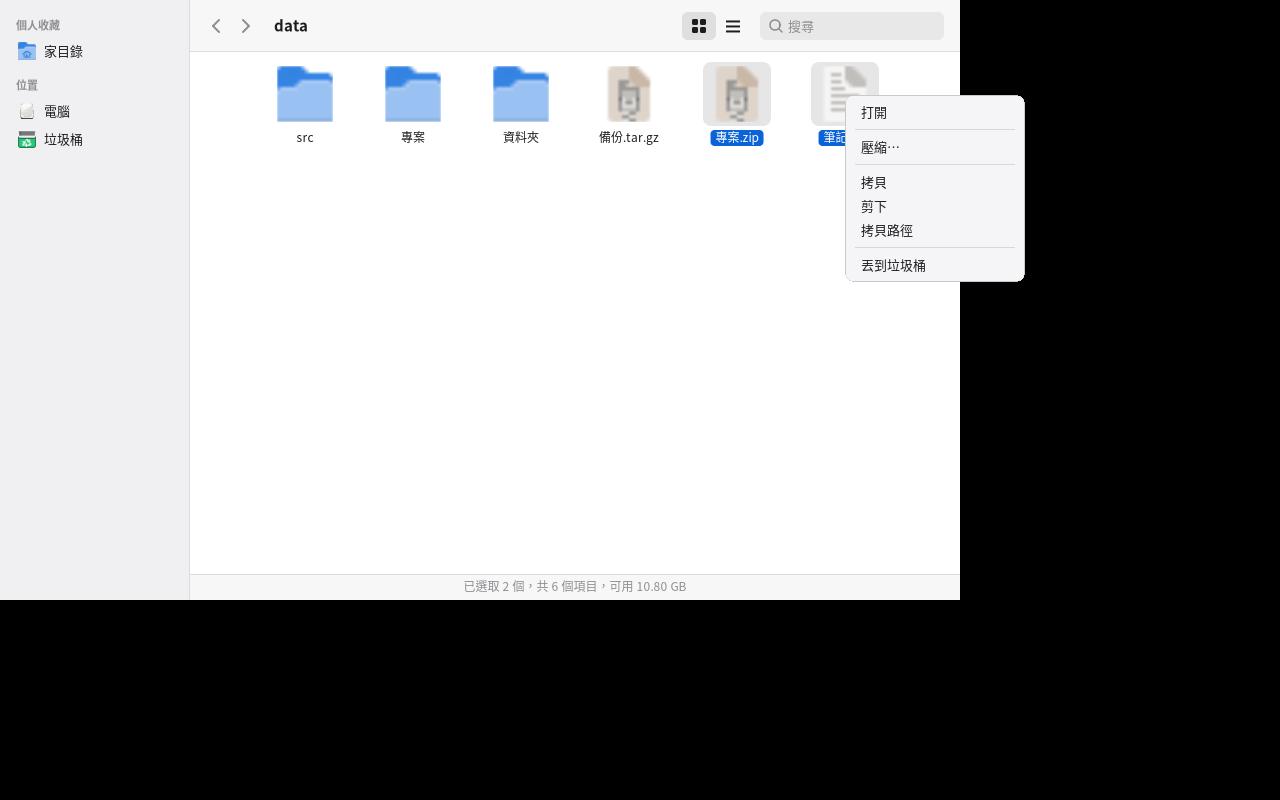 個人收藏
家目錄
位置
電腦
垃圾桶
data
搜尋
src
專案
資料夾
備份.tar.gz
專案.zip
筆記
打開
壓縮…
拷貝
剪下
拷貝路徑
丟到垃圾桶
已選取 2 個，共 6 個項目，可用 10.80 GB